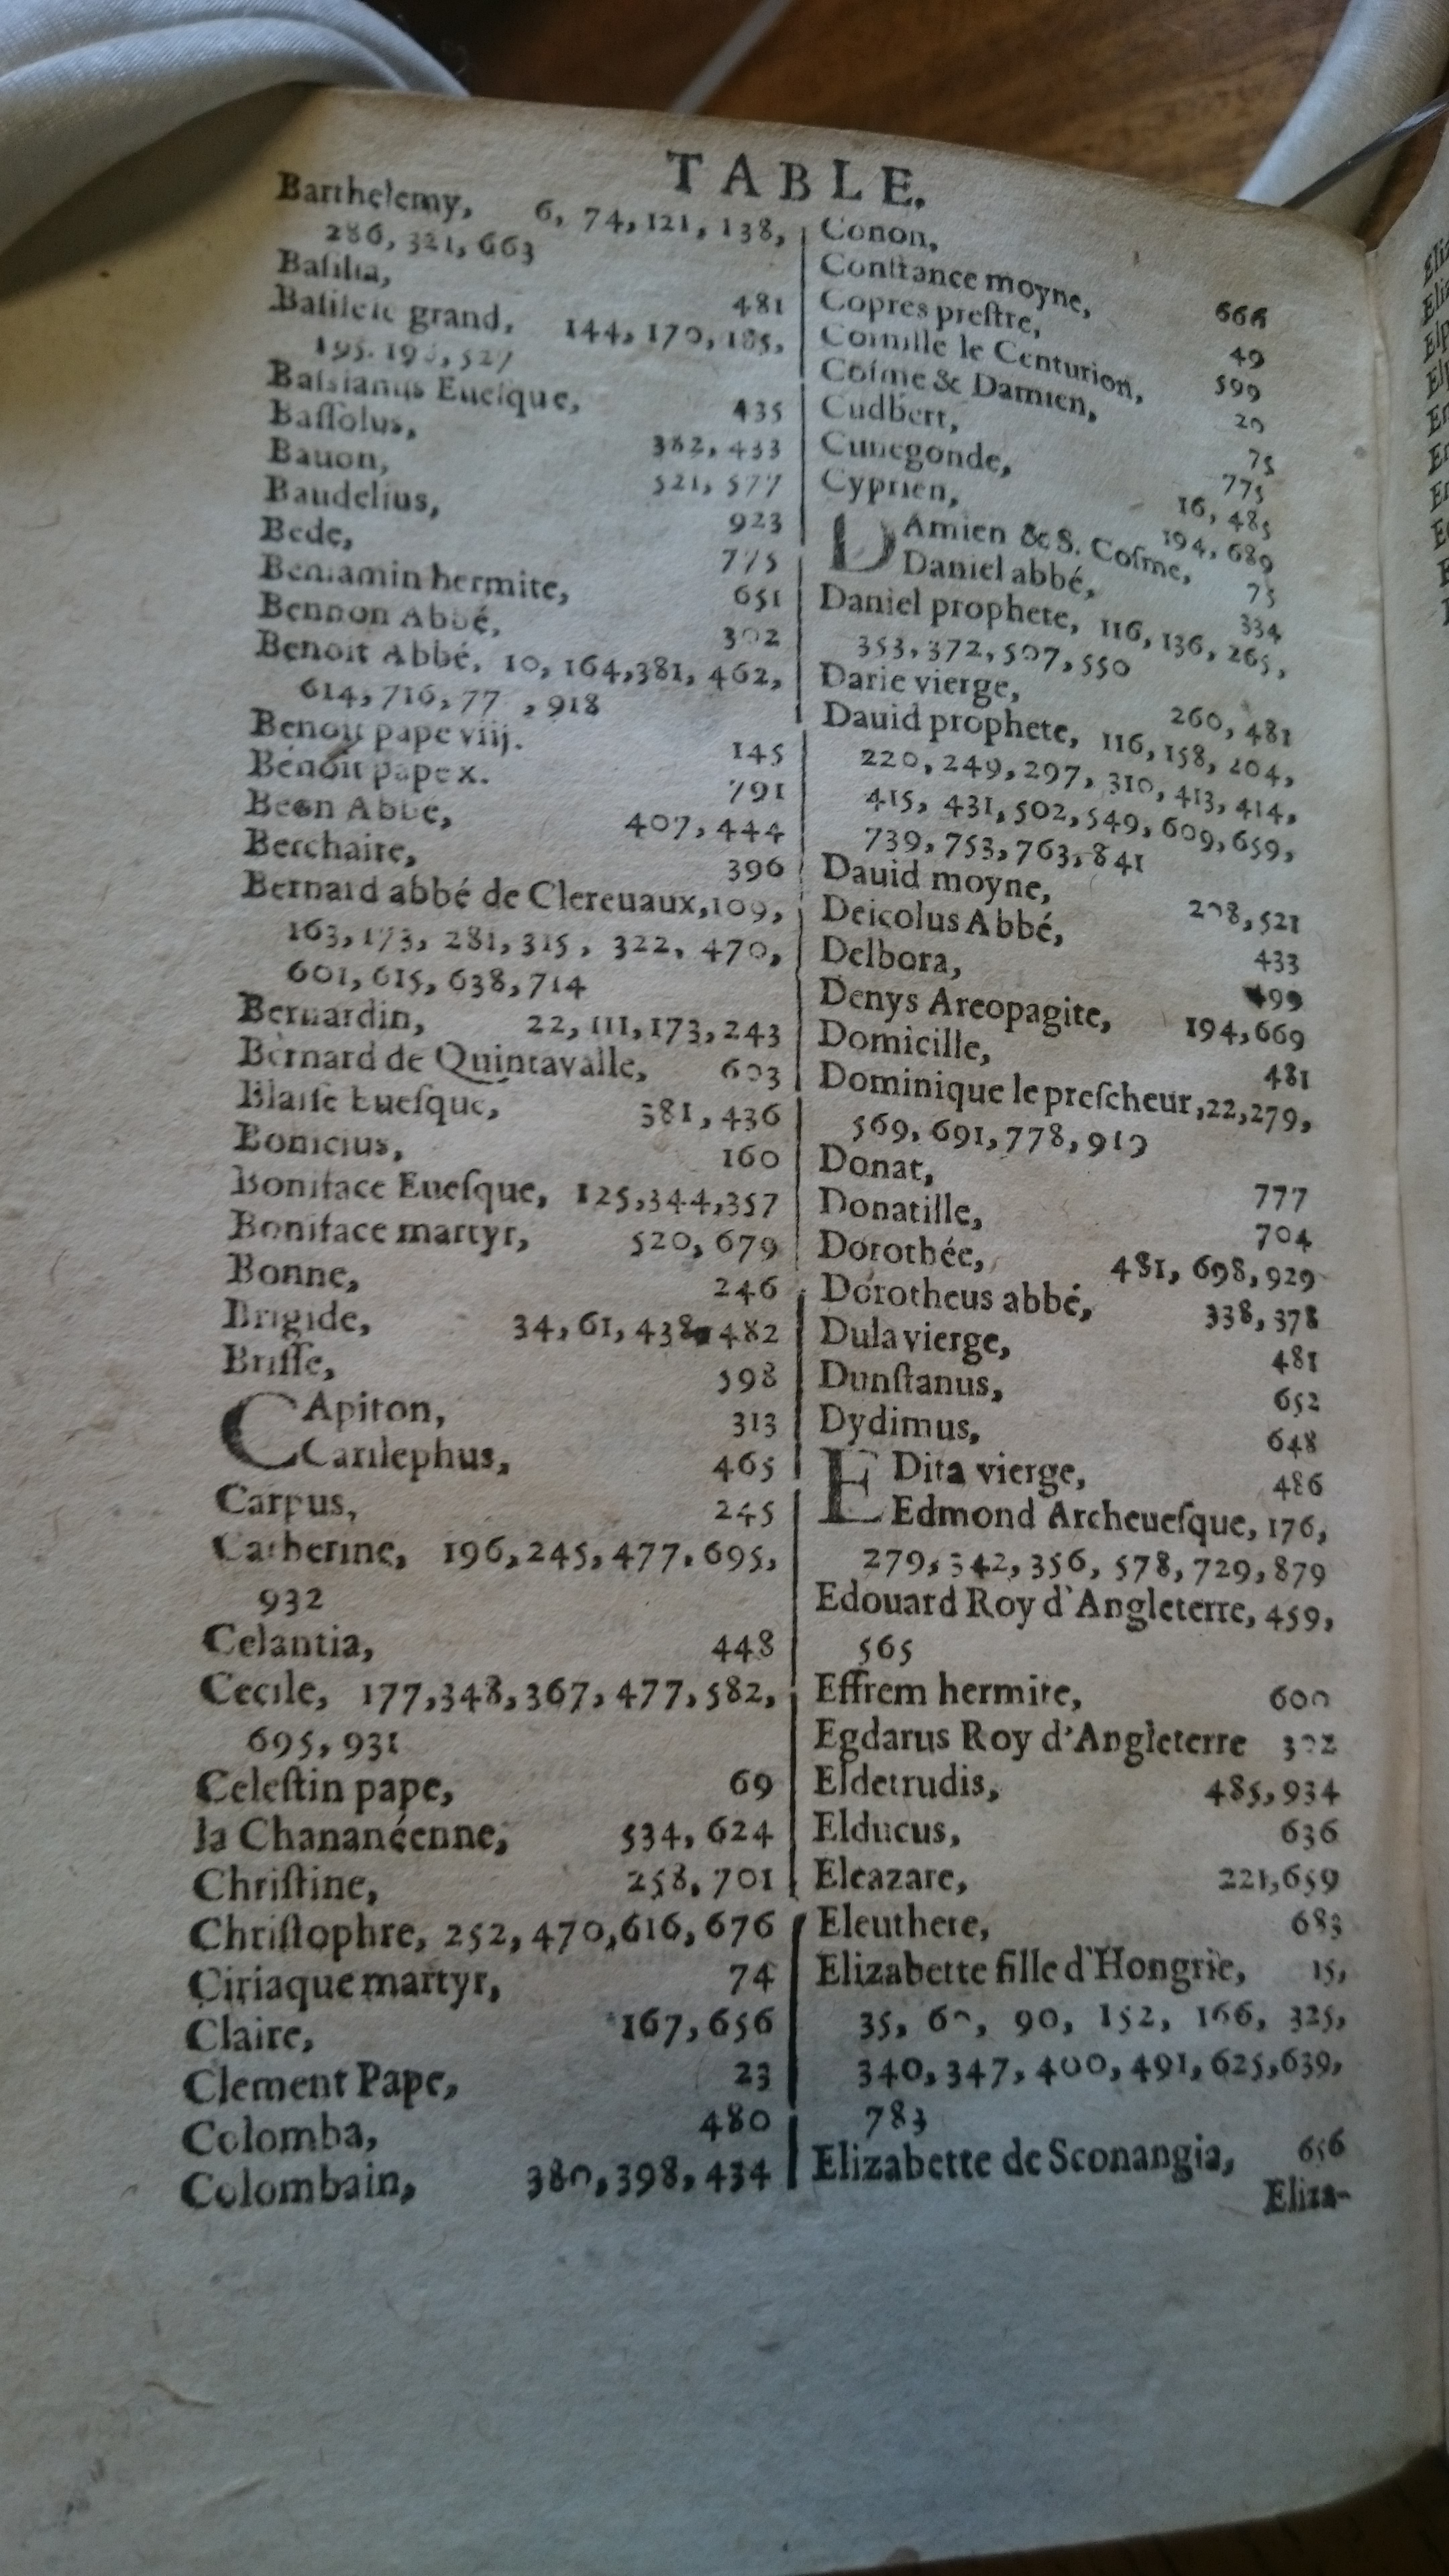 TABLE.
Barthelemy, 6, 74, 121, 138,
286, 321, 663
Basilia, 481
Basile le grand, 144, 170, 185,
195. 527
Bassianus Euesque, 435
Bassolus, 382, 433
Bauon, 521, 577
Baudelius, 923
Bede, 775
Beniamin hermite, 651
Bennon Abbé, 302
Benoit Abbé, 10, 164, 381, 462,
614, 716, 77 , 918
Benoit pape viij. 145
Benoit pape x. 791
Abbé, 407, 444
Berchaire, 396
Bernard abbé de Clereuaux, 109,
163, 173, 281, 315, 322, 470,
601, 615, 638, 714
Bernardin, 22, 111, 173, 243
Bernard de Quintavalle, 603
Blaise Euesque, 381, 436
Bonicius, 160
Boniface Euesque, 125, 344, 357
Boniface martyr, 520, 679
Bonne, 246
Brigide, 34, 61, 438, 482
Brisse, 598
CApiton, 313
Carilephus, 465
Carpus, 245
Catherine, 196, 245, 477, 695,
932
Celantia, 448
Cecile, 177, 348, 367, 477, 582,
695, 931
Celestin pape, 69
la Chananéenne, 534, 624
Christine, 258, 701
Christophre, 252, 470, 616, 676
Ciriaque martyr, 74
Claire, 167, 656
Clement Pape, 23
Colomba, 480
Colombain, 380, 398, 434
Conon, 666
Constance moyne, 49
Copres prestre, 599
Cornille le Centurion, 20
Cosme & Damien, 75
Cudbert, 775
Cunegonde, 16, 485
Cyprien, 194, 689
DAmien & S. Cosme, 75
Daniel abbé, 334
Daniel prophete, 116, 136, 265,
353, 372, 507, 550
Darie vierge, 260, 481
Dauid prophete, 116, 158, 204,
220, 249, 297, 310, 413, 414,
415, 431, 502, 549, 609, 659,
739, 753, 763, 841
Dauid moyne, 208, 521
Deicolus Abbé, 433
Delbora, 499
Denys Areopagite, 194, 669
Domicille, 481
Dominique le prescheur, 22, 279,
569, 691, 778, 919
Donat, 777
Donatille, 704
Dorothée, 481, 698, 929
Dorotheus abbé, 338, 378
Dula vierge, 481
Dunstanus, 652
Dydimus, 648
EDita vierge, 486
Edmond Archeuesque, 176,
279, 342, 356, 578, 729, 879
Edouard Roy d'Angleterre, 459,
565
Effrem hermite, 600
Egdarus Roy d'Angleterre 302
Eldetrudis, 485, 934
Elducus, 636
Eleazare, 221, 659
Eleuthere, 683
Elizabette fille d'Hongrie, 15,
35, 60, 90, 152, 166, 325,
340, 347, 400, 491, 625, 639,
783
Elizabette de Sconangia, 656
Eliza-